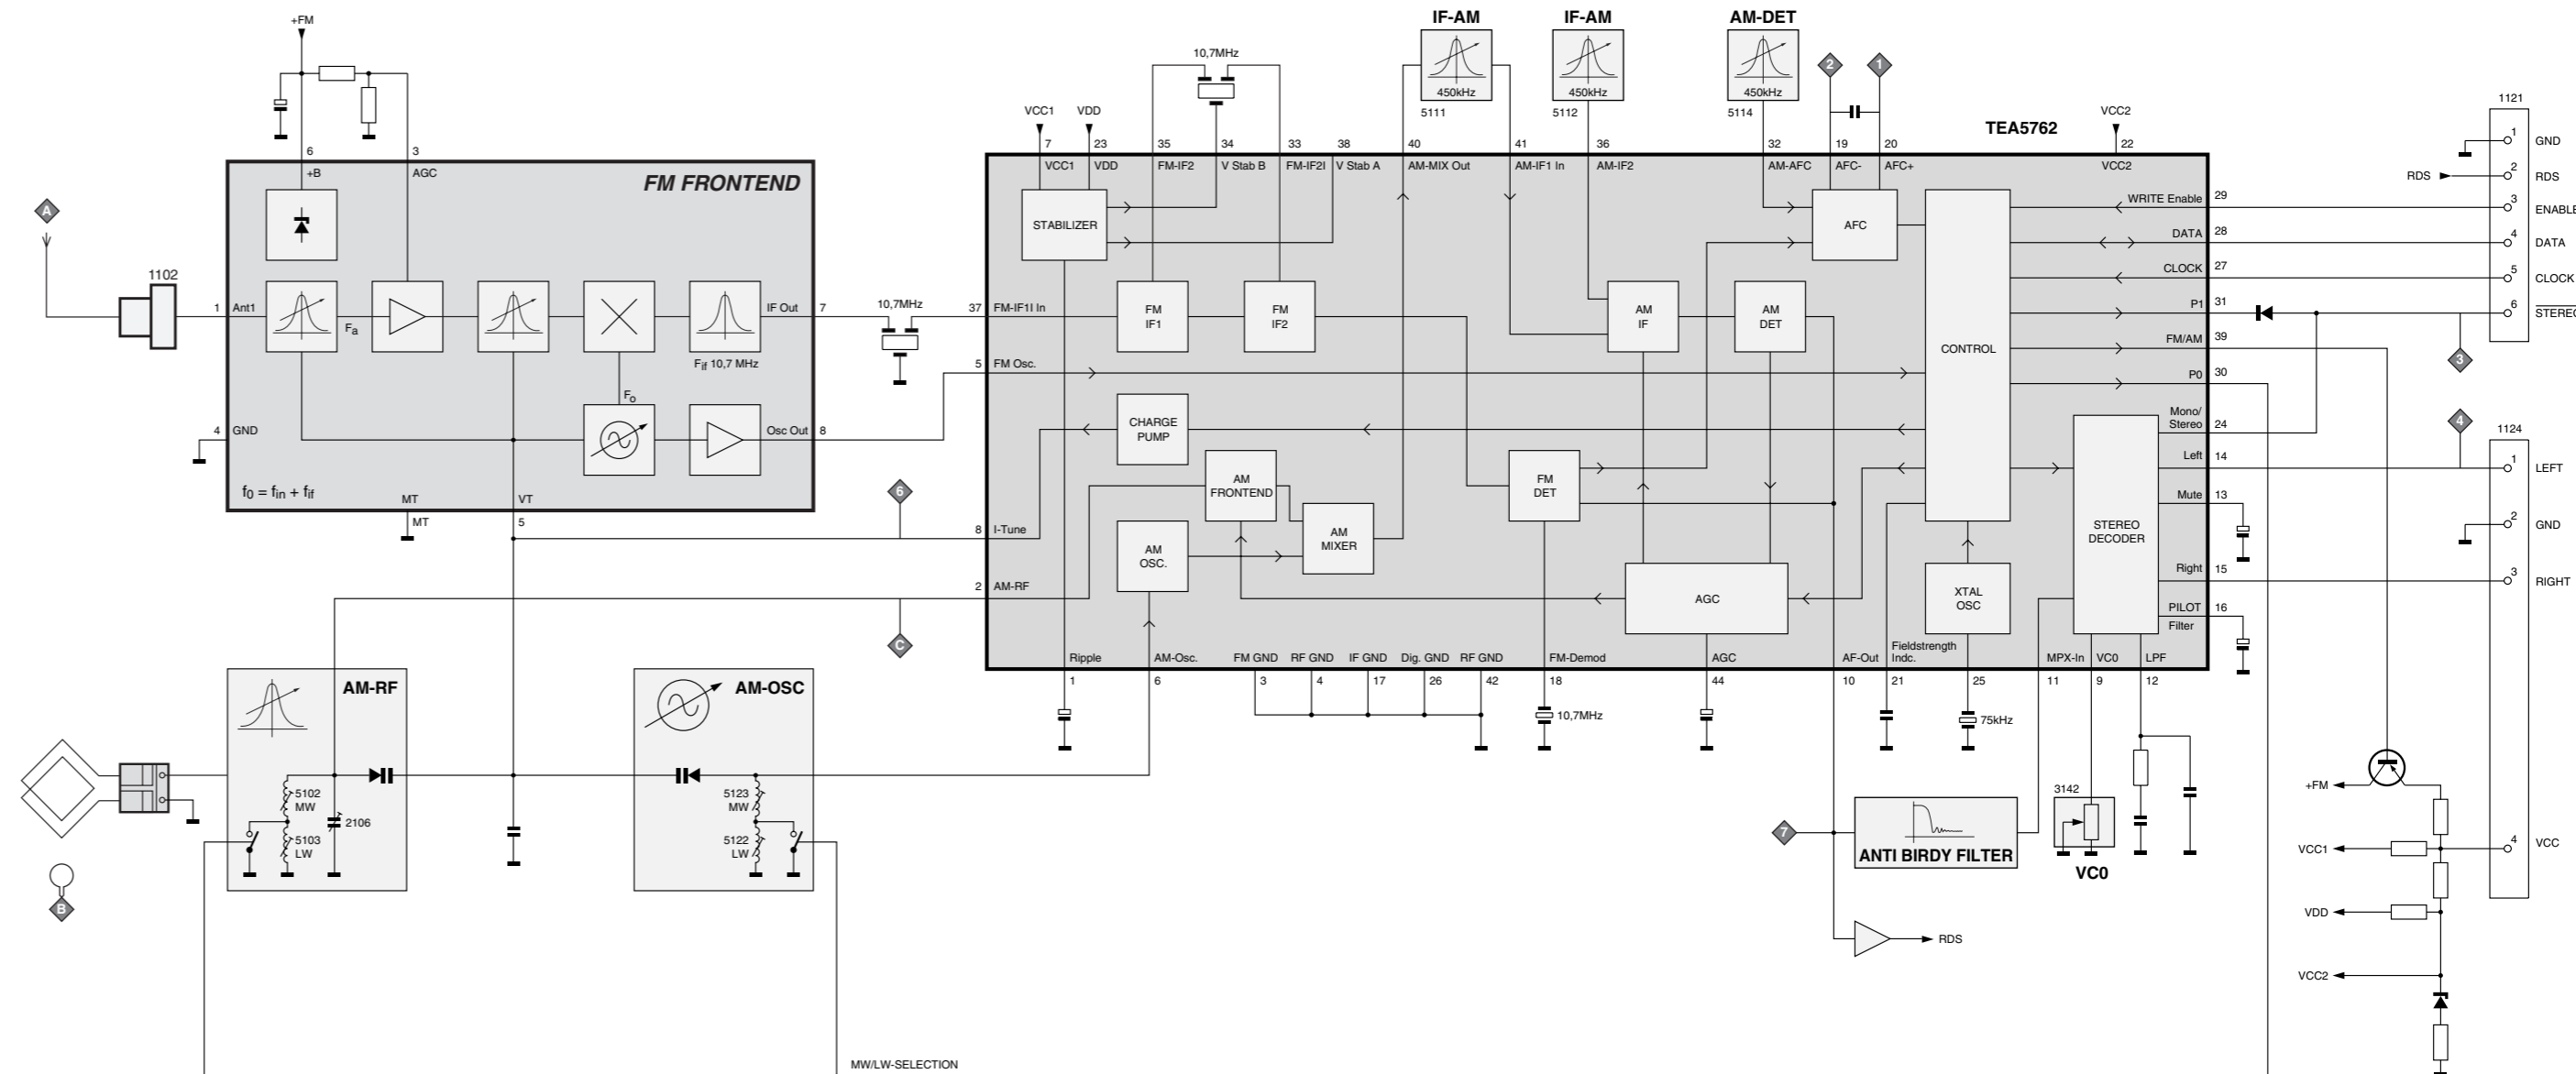 +FM
IF-AM
IF-AM
AM-DET
10,7MHz
450kHz
450kHz
450kHz
5111
5112
5114
2
1
VCC1
VDD
TEA5762
VCC2
1121
6
3
+B
AGC
FM FRONTEND
7
23
35
34
33
38
40
41
36
32
19
20
22
VCC1
VDD
FM-IF2
V Stab B
FM-IF2I
V Stab A
AM-MIX Out
AM-IF1 In
AM-IF2
AM-AFC
AFC-
AFC+
VCC2
1
GND
RDS
2
RDS
WRITE Enable
29
3
ENABLE
DATA
28
4
DATA
CLOCK
27
5
CLOCK
P1
31
6
FM/AM
39
3
P0
30
Mono/
Stereo
24
4
1124
Left
14
1
LEFT
Mute
13
2
GND
Right
15
3
RIGHT
PILOT
16
Filter
A
1102
1
Ant1
Fa
IF Out
7
Fif 10,7 MHz
Fo
4
GND
Osc Out
8
f0 = fin + fif
MT
VT
MT
5
10,7MHz
37
FM-IF1I In
5
FM Osc.
6
8
I-Tune
2
AM-RF
C
STABILIZER
AFC
FM
IF1
FM
IF2
AM
IF
AM
DET
CONTROL
CHARGE
PUMP
AM
FRONTEND
FM
DET
AM
OSC.
AM
MIXER
STEREO
DECODER
AGC
XTAL
OSC
Ripple
AM-Osc.
FM GND
RF GND
IF GND
Dig. GND
RF GND
FM-Demod
AGC
AF-Out
Fieldstrength
Indc.
MPX-In
VC0
LPF
1
6
3
4
17
26
42
18
44
10
21
25
11
9
12
10,7MHz
75kHz
AM-RF
AM-OSC
5102
MW
5103
LW
2106
5123
MW
5122
LW
B
7
ANTI BIRDY FILTER
3142
VC0
RDS
+FM
VCC1
4
VCC
VDD
VCC2
MW/LW-SELECTION